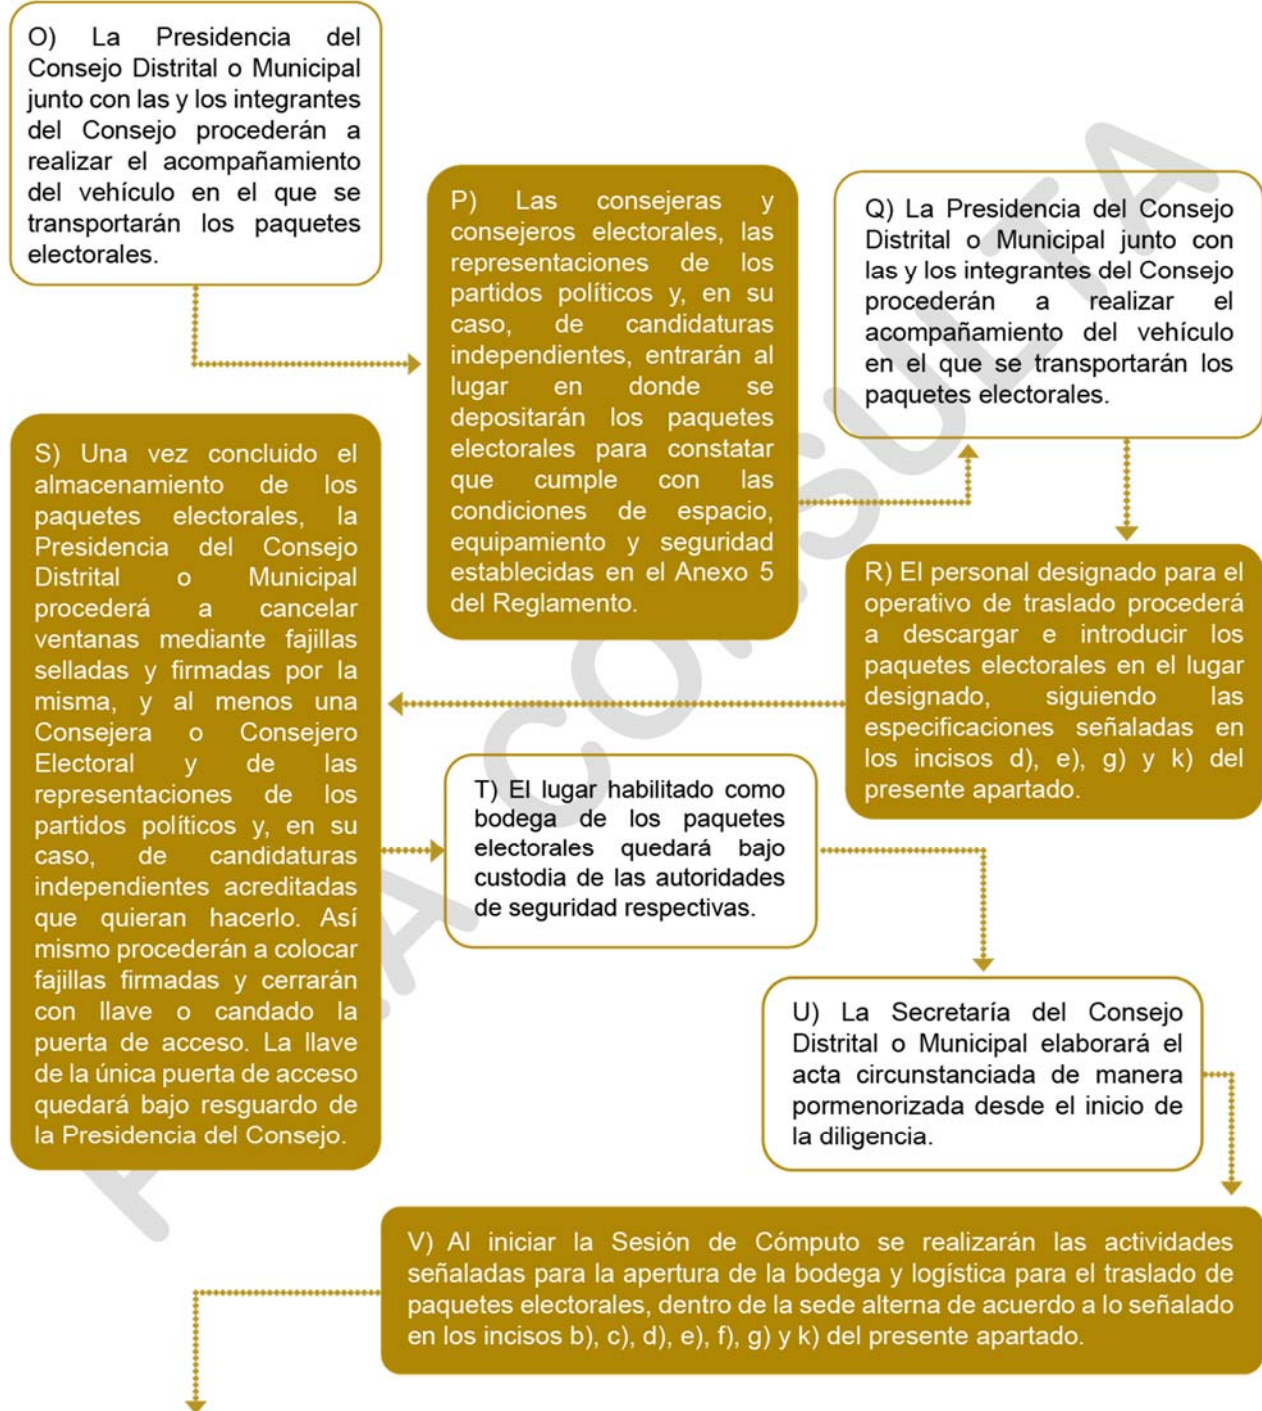 O) La Presidencia del
Consejo Distrital o Municipal
junto con las y los integrantes
del Consejo procederán a
realizar el acompañamiento
del vehículo en el que se
transportarán los paquetes
electorales.
P) Las consejeras y
consejeros electorales, las
representaciones de los
partidos políticos y, en su
caso, de candidaturas
independientes, entrarán al
lugar en donde se
depositarán los paquetes
electorales para constatar
que cumple con las
condiciones de espacio,
equipamiento y seguridad
establecidas en el Anexo 5
del Reglamento.
Q) La Presidencia del Consejo
Distrital o Municipal junto con
las y los integrantes del Consejo
procederán a realizar el
acompañamiento del vehículo
en el que se transportarán los
paquetes electorales.
R) El personal designado para el
operativo de traslado procederá
a descargar e introducir los
paquetes electorales en el lugar
designado, siguiendo las
especificaciones señaladas en
los incisos d), e), g) y k) del
presente apartado.
S) Una vez concluido el
almacenamiento de los
paquetes electorales, la
Presidencia del Consejo
Distrital o Municipal
procederá a cancelar
ventanas mediante fajillas
selladas y firmadas por la
misma, y al menos una
Consejera o Consejero
Electoral y de las
representaciones de los
partidos políticos y, en su
caso, de candidaturas
independientes acreditadas
que quieran hacerlo. Así
mismo procederán a colocar
fajillas firmadas y cerrarán
con llave o candado la
puerta de acceso. La llave
de la única puerta de acceso
quedará bajo resguardo de
la Presidencia del Consejo.
T) El lugar habilitado como
bodega de los paquetes
electorales quedará bajo
custodia de las autoridades
de seguridad respectivas.
U) La Secretaría del Consejo
Distrital o Municipal elaborará el
acta circunstanciada de manera
pormenorizada desde el inicio de
la diligencia.
V) Al iniciar la Sesión de Cómputo se realizarán las actividades
señaladas para la apertura de la bodega y logística para el traslado de
paquetes electorales, dentro de la sede alterna de acuerdo a lo señalado
en los incisos b), c), d), e), f), g) y k) del presente apartado.